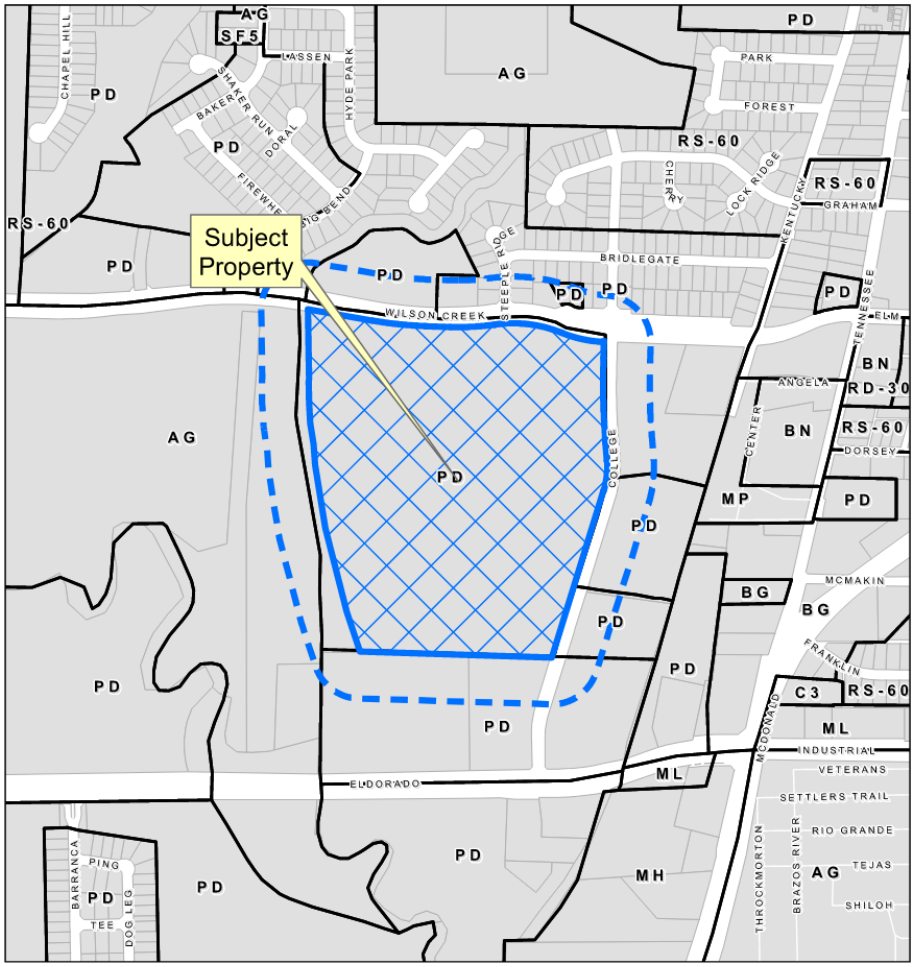 AG
PD
SF5
LASSEN
CHAPEL HILL
HYDE PARK
PARK
AG
PD
SHAKER RUN
BAKER
FOREST
DORAL
PD
RS-60
CHERRY
LOCK RIDGE
RS-60
KENTUCKY
GRAHAM
FIREWHE
BIG BEND
RS-60
Subject
Property
STEEPLE RIDGE
BRIDLEGATE
PD
PD
PD
PD
PD
TENNESSEE
WILSON CREEK
ELM
BN
ANGELA
RD-30
CENTER
BN
RS-60
AG
DORSEY
COLLEGE
PD
MP
PD
PD
MCMAKIN
BG
BG
PD
FRANKLIN
PD
PD
C3
RS-60
MCDONALD
PD
ML
INDUSTRIAL
ML
VETERANS
ELDORADO
SETTLERS TRAIL
RIO GRANDE
THROCKMORTON
BRAZOS RIVER
PD
TEJAS
AG
BARRANCA
PING
PD
MH
PD
DOG LEG
TEE
SHILOH